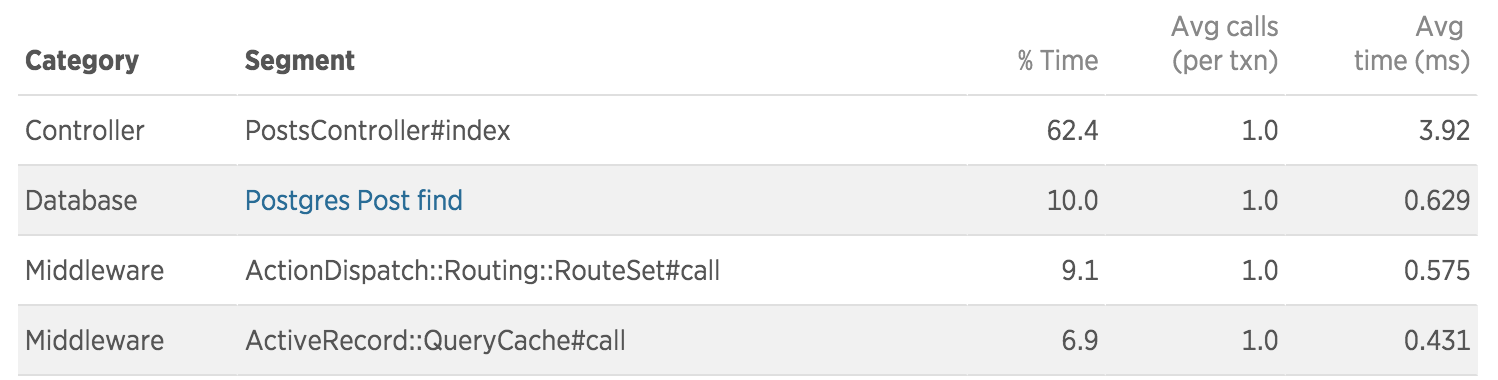 Category Segment % Time Avg calls (per txn) Avg time (ms)
Controller PostsController#index 62.4 1.0 3.92
Database Postgres Post find 10.0 1.0 0.629
Middleware ActionDispatch::Routing::RouteSet#call 9.1 1.0 0.575
Middleware ActiveRecord::QueryCache#call 6.9 1.0 0.431